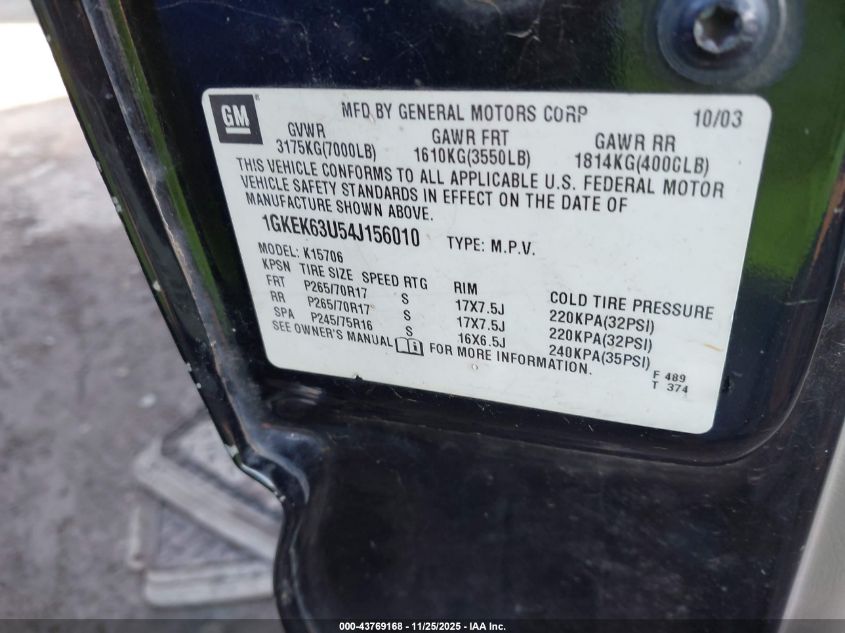 GM
MFD BY GENERAL MOTORS CORP 10/03
GVWR GAWR FRT GAWR RR
3175KG(7000LB) 1610KG(3550LB) 1814KG(4000LB)
THIS VEHICLE CONFORMS TO ALL APPLICABLE U.S. FEDERAL MOTOR
VEHICLE SAFETY STANDARDS IN EFFECT ON THE DATE OF
MANUFACTURE SHOWN ABOVE.
1GKEK63U54J156010 TYPE: M.P.V.
MODEL: K15706
KPSN TIRE SIZE SPEED RTG RIM COLD TIRE PRESSURE
FRT P265/70R17 S 17X7.5J 220KPA(32PSI)
RR P265/70R17 S 17X7.5J 220KPA(32PSI)
SPA P245/75R16 S 16X6.5J 240KPA(35PSI)
SEE OWNER'S MANUAL FOR MORE INFORMATION.
F 489
T 374
000-43769168 - 11/25/2025 - IAA Inc.